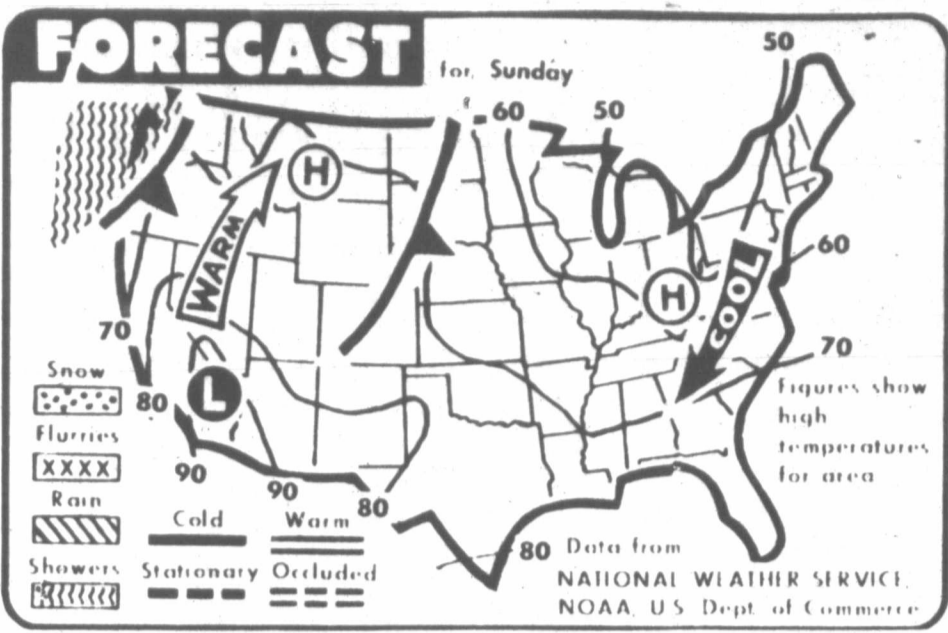 FORECAST
for Sunday
50
60
50
H
WARM
60
H
COOL
70
70
Snow
L
80
Figures show
high
temperatures
for area
Flurries
XXXX
90
90
80
Rain
Cold
Warm
Showers
Stationary
Occluded
80
Data from
NATIONAL WEATHER SERVICE,
NOAA, U.S. Dept. of Commerce